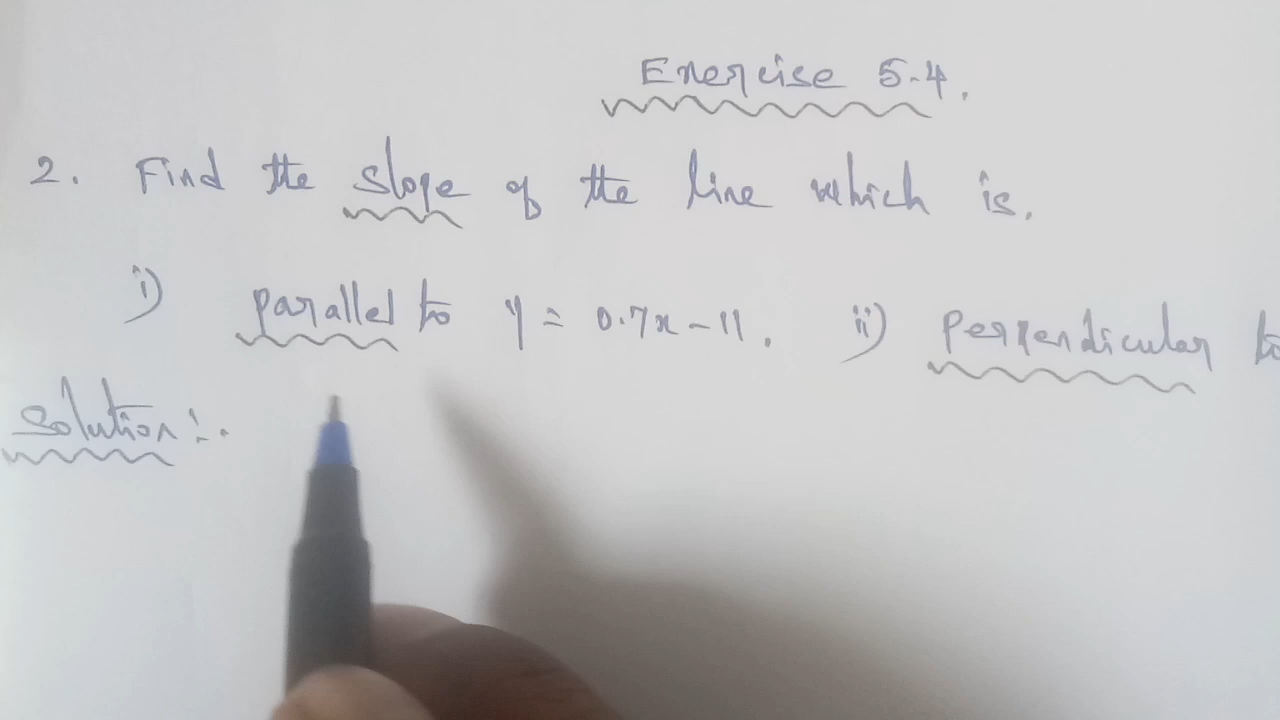 Exercise 5.4.
2. Find the slope of the line which is.
i) parallel to y = 0.7x - 11. ii) Perpendicular to
Solution:-